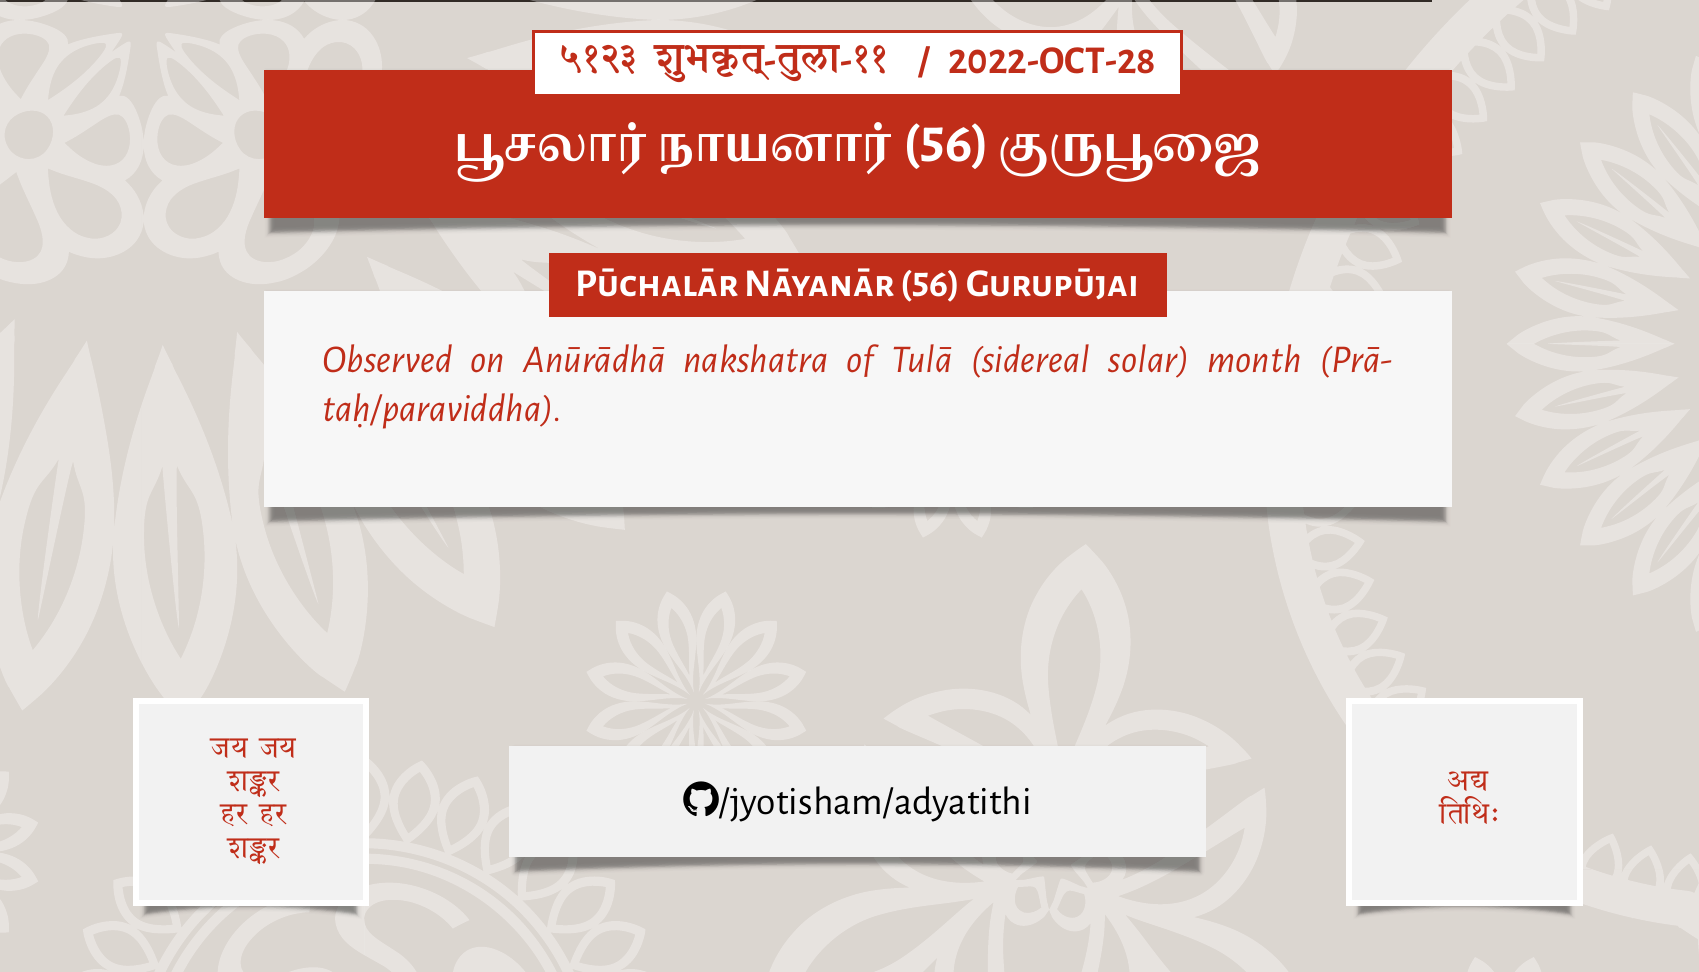 ५१२३ शुभकृत्-तुला-११ / 2022-OCT-28
பூசலார் நாயனார் (56) குருபூஜை
Pūchalār Nāyanār (56) Gurupūjai
Observed on Anūrādhā nakshatra of Tulā (sidereal solar) month (Prā-
taḥ/paraviddha).
जय जय
शङ्कर
हर हर
शङ्कर
/jyotisham/adyatithi
अद्य
तिथिः